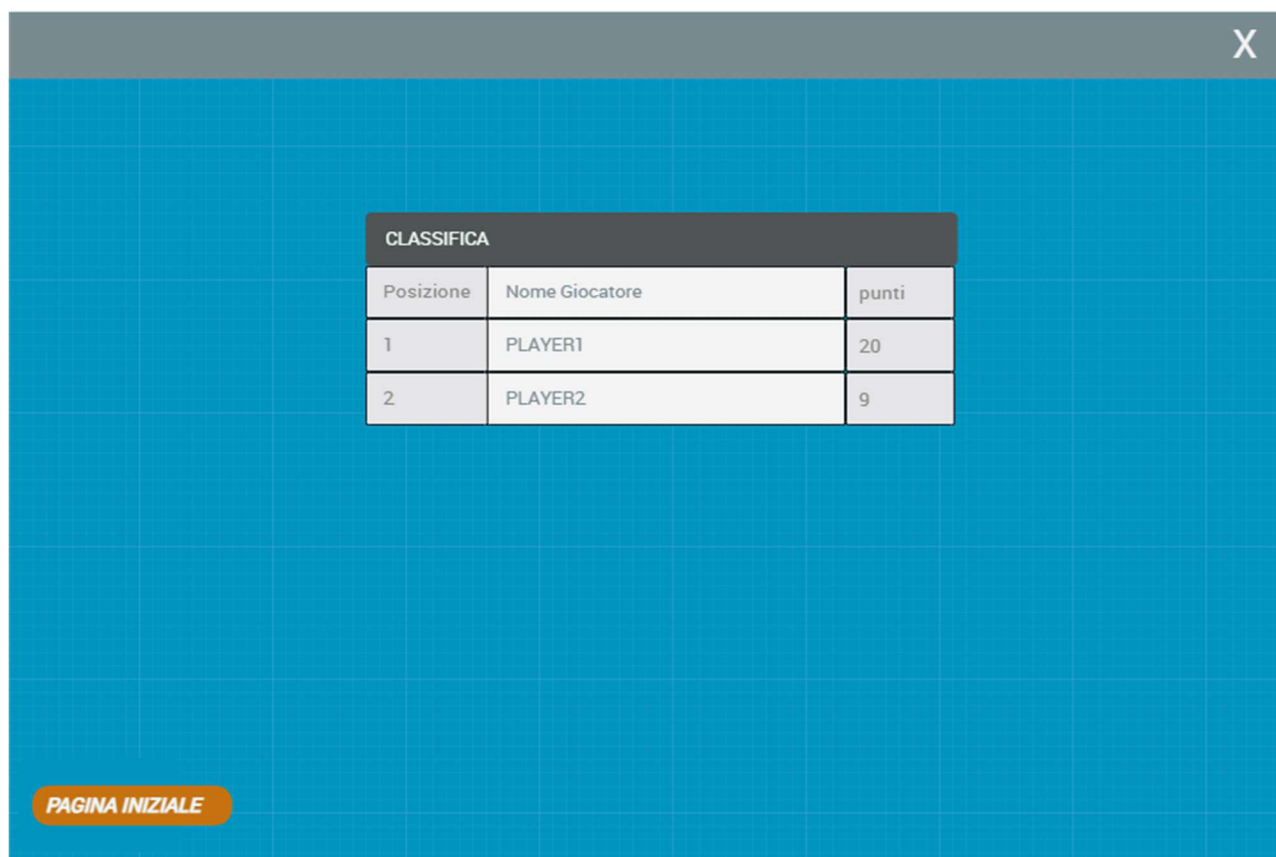 X
CLASSIFICA
Posizione Nome Giocatore punti
1 PLAYER1 20
2 PLAYER2 9
PAGINA INIZIALE